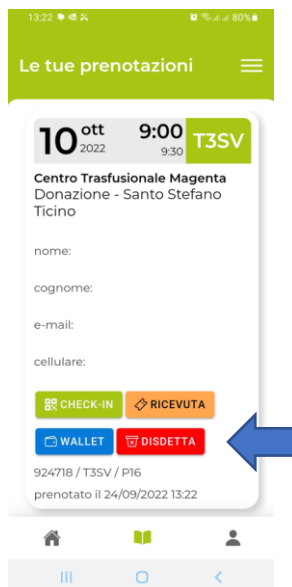 13:22 80%
Le tue prenotazioni
10 ott 2022 9:00 9:30 T3SV
Centro Trasfusionale Magenta
Donazione - Santo Stefano
Ticino
nome:
cognome:
e-mail:
cellulare:
CHECK-IN RICEVUTA
WALLET DISDETTA
924718 / T3SV / P16
prenotato il 24/09/2022 13:22